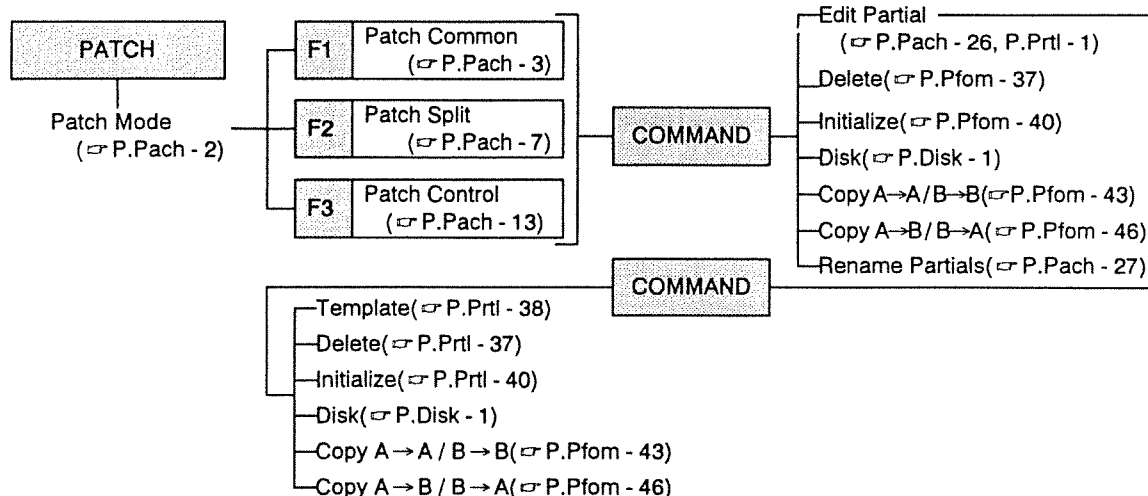 PATCH
Patch Mode
(☞ P.Pach - 2)
F1 Patch Common
(☞ P.Pach - 3)
F2 Patch Split
(☞ P.Pach - 7)
F3 Patch Control
(☞ P.Pach - 13)
COMMAND
Edit Partial
(☞ P.Pach - 26, P.Prtl - 1)
Delete(☞ P.Pfom - 37)
Initialize(☞ P.Pfom - 40)
Disk(☞ P.Disk - 1)
Copy A→A / B→B(☞P.Pfom - 43)
Copy A→B / B→A(☞ P.Pfom - 46)
Rename Partials(☞ P.Pach - 27)
COMMAND
Template(☞ P.Prtl - 38)
Delete(☞ P.Prtl - 37)
Initialize(☞ P.Prtl - 40)
Disk(☞ P.Disk - 1)
Copy A → A / B → B(☞ P.Pfom - 43)
Copy A → B / B → A(☞ P.Pfom - 46)